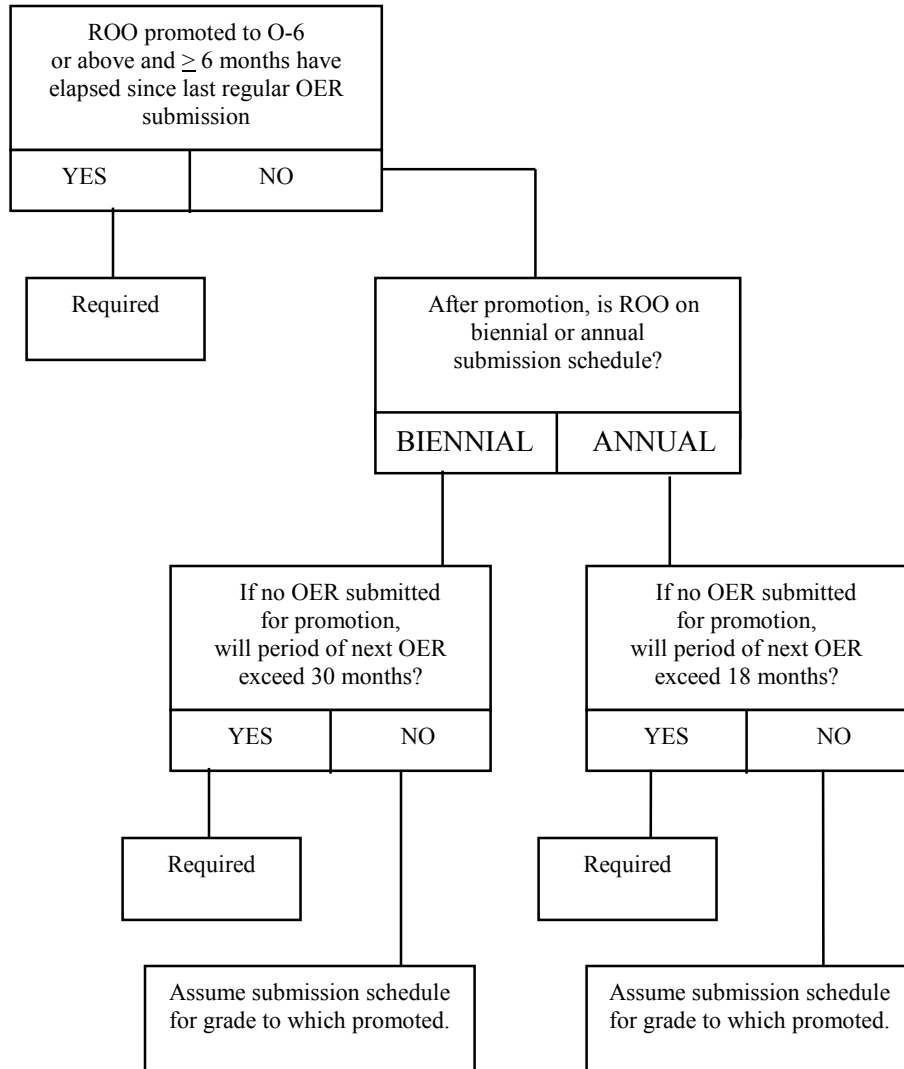 ROO promoted to O-6
or above and ≥ 6 months have
elapsed since last regular OER
submission
YES NO
Required
After promotion, is ROO on
biennial or annual
submission schedule?
BIENNIAL ANNUAL
If no OER submitted
for promotion,
will period of next OER
exceed 30 months?
YES NO
If no OER submitted
for promotion,
will period of next OER
exceed 18 months?
YES NO
Required
Required
Assume submission schedule
for grade to which promoted.
Assume submission schedule
for grade to which promoted.